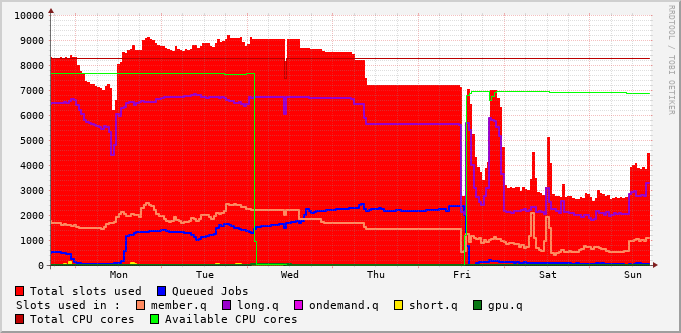 10000
9000
8000
7000
6000
5000
4000
3000
2000
1000
0
Mon Tue Wed Thu Fri Sat Sun
RRDTOOL / TOBI OETIKER
Total slots used Queued Jobs
Slots used in : member.q long.q ondemand.q short.q gpu.q
Total CPU cores Available CPU cores